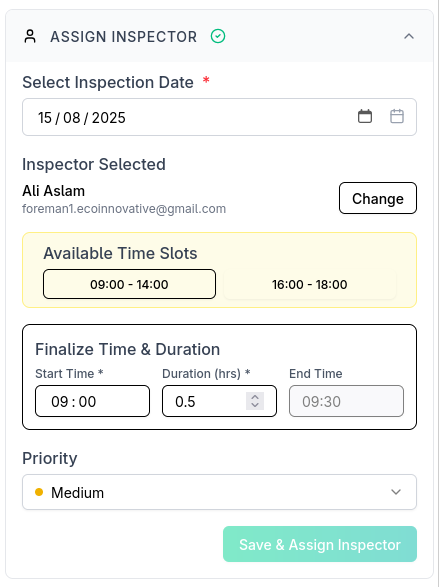 ASSIGN INSPECTOR
Select Inspection Date *
15 / 08 / 2025
Inspector Selected
Ali Aslam
foreman1.ecoinnovative@gmail.com
Change
Available Time Slots
09:00 - 14:00
16:00 - 18:00
Finalize Time & Duration
Start Time *
Duration (hrs) *
End Time
09 : 00
0.5
09:30
Priority
Medium
Save & Assign Inspector